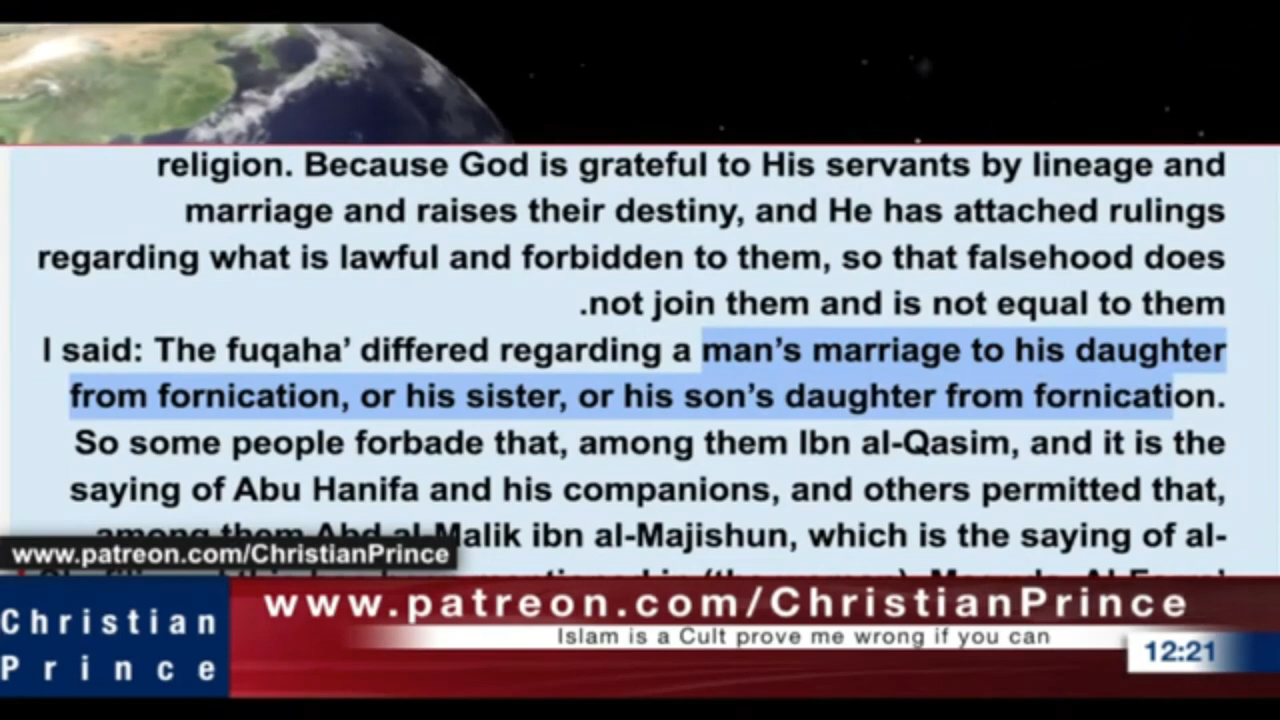 religion. Because God is grateful to His servants by lineage and
marriage and raises their destiny, and He has attached rulings
regarding what is lawful and forbidden to them, so that falsehood does
.not join them and is not equal to them
I said: The fuqaha’ differed regarding a man’s marriage to his daughter
from fornication, or his sister, or his son’s daughter from fornication.
So some people forbade that, among them Ibn al-Qasim, and it is the
saying of Abu Hanifa and his companions, and others permitted that,
among them Abd al-Malik ibn al-Majishun, which is the saying of al-
www.patreon.com/ChristianPrince
www.patreon.com/ChristianPrince
Islam is a Cult prove me wrong if you can
Christian
Prince
12:21